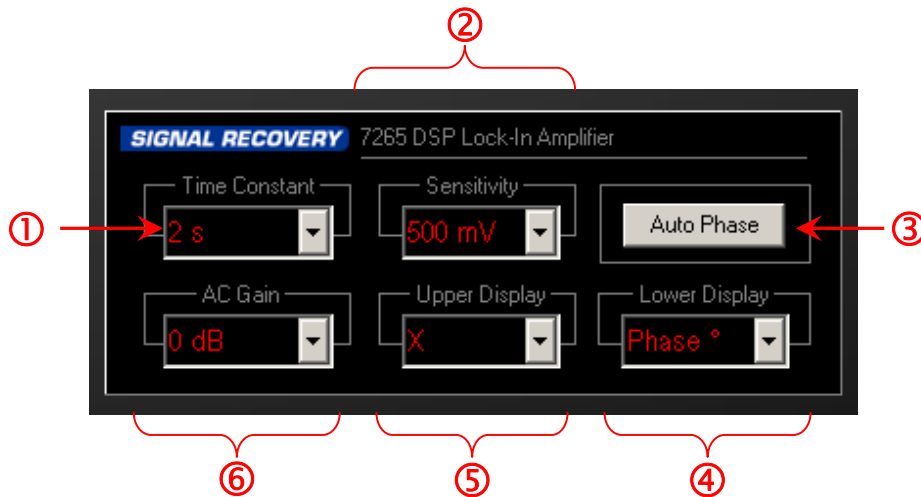 ②
SIGNAL RECOVERY 7265 DSP Lock-In Amplifier
Time Constant Sensitivity
① 2 s 500 mV Auto Phase ③
AC Gain Upper Display Lower Display
0 dB X Phase °
⑥ ⑤ ④